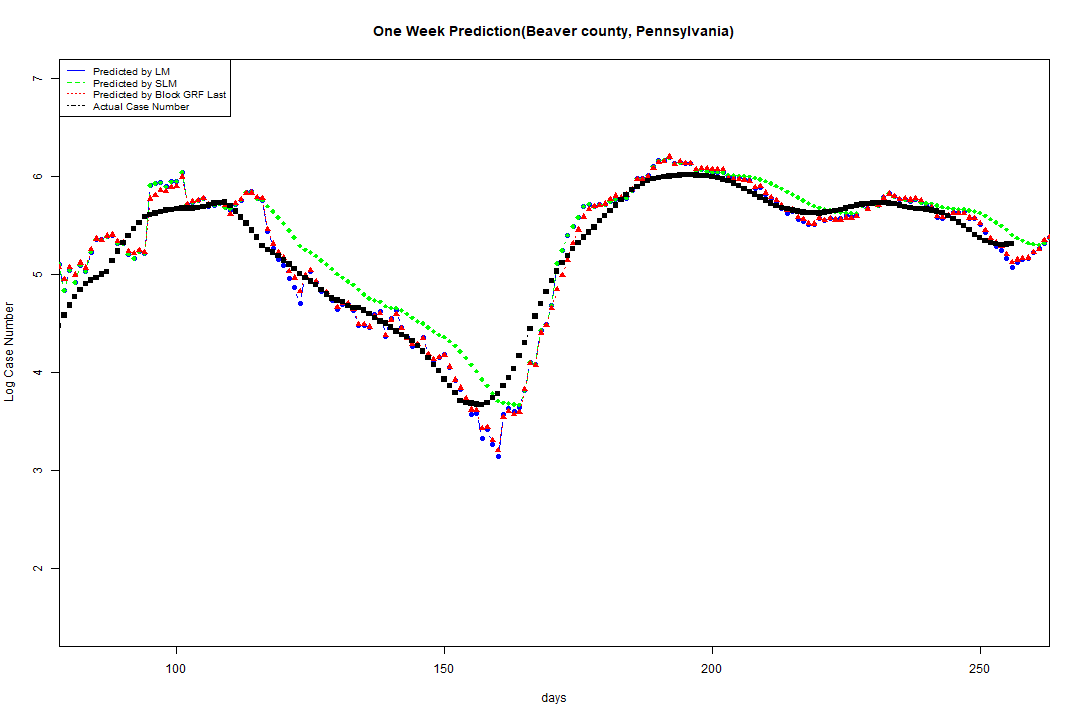 One Week Prediction(Beaver county, Pennsylvania)
Predicted by LM
Predicted by SLM
Predicted by Block GRF Last
Actual Case Number
7
6
5
4
3
2
Log Case Number
100 150 200 250
days